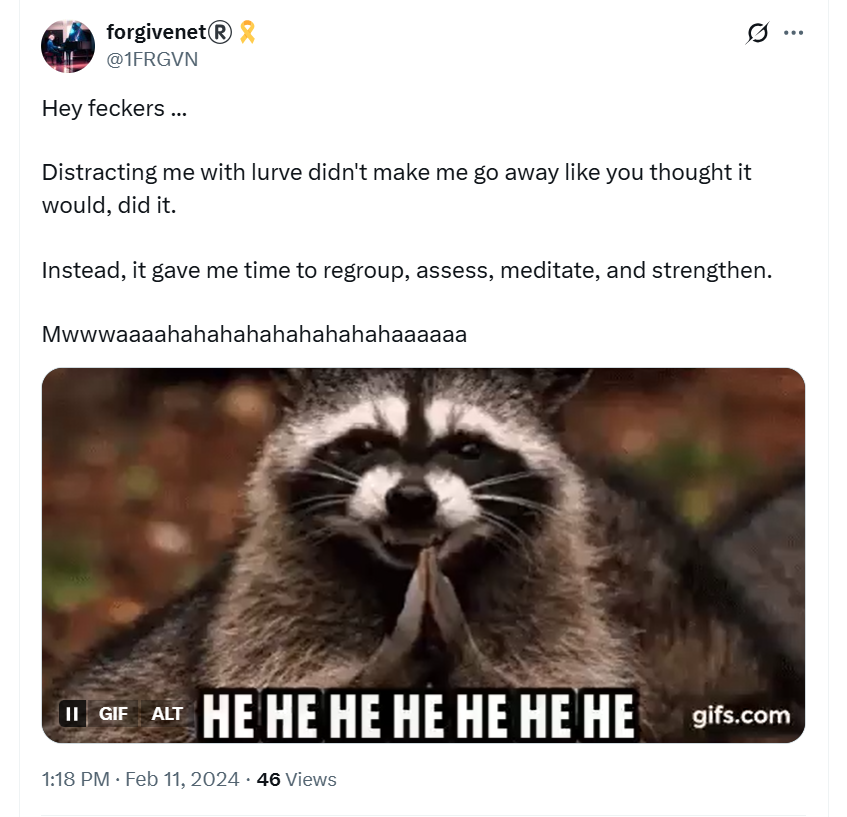 forgivenet®🎗
@1FRGVN
Hey feckers ...
Distracting me with lurve didn't make me go away like you thought it
would, did it.
Instead, it gave me time to regroup, assess, meditate, and strengthen.
Mwwwaaaahahahahahahahahahaaaaaa
GIF ALT HE HE HE HE HE HE HE gifs.com
1:18 PM · Feb 11, 2024 · 46 Views